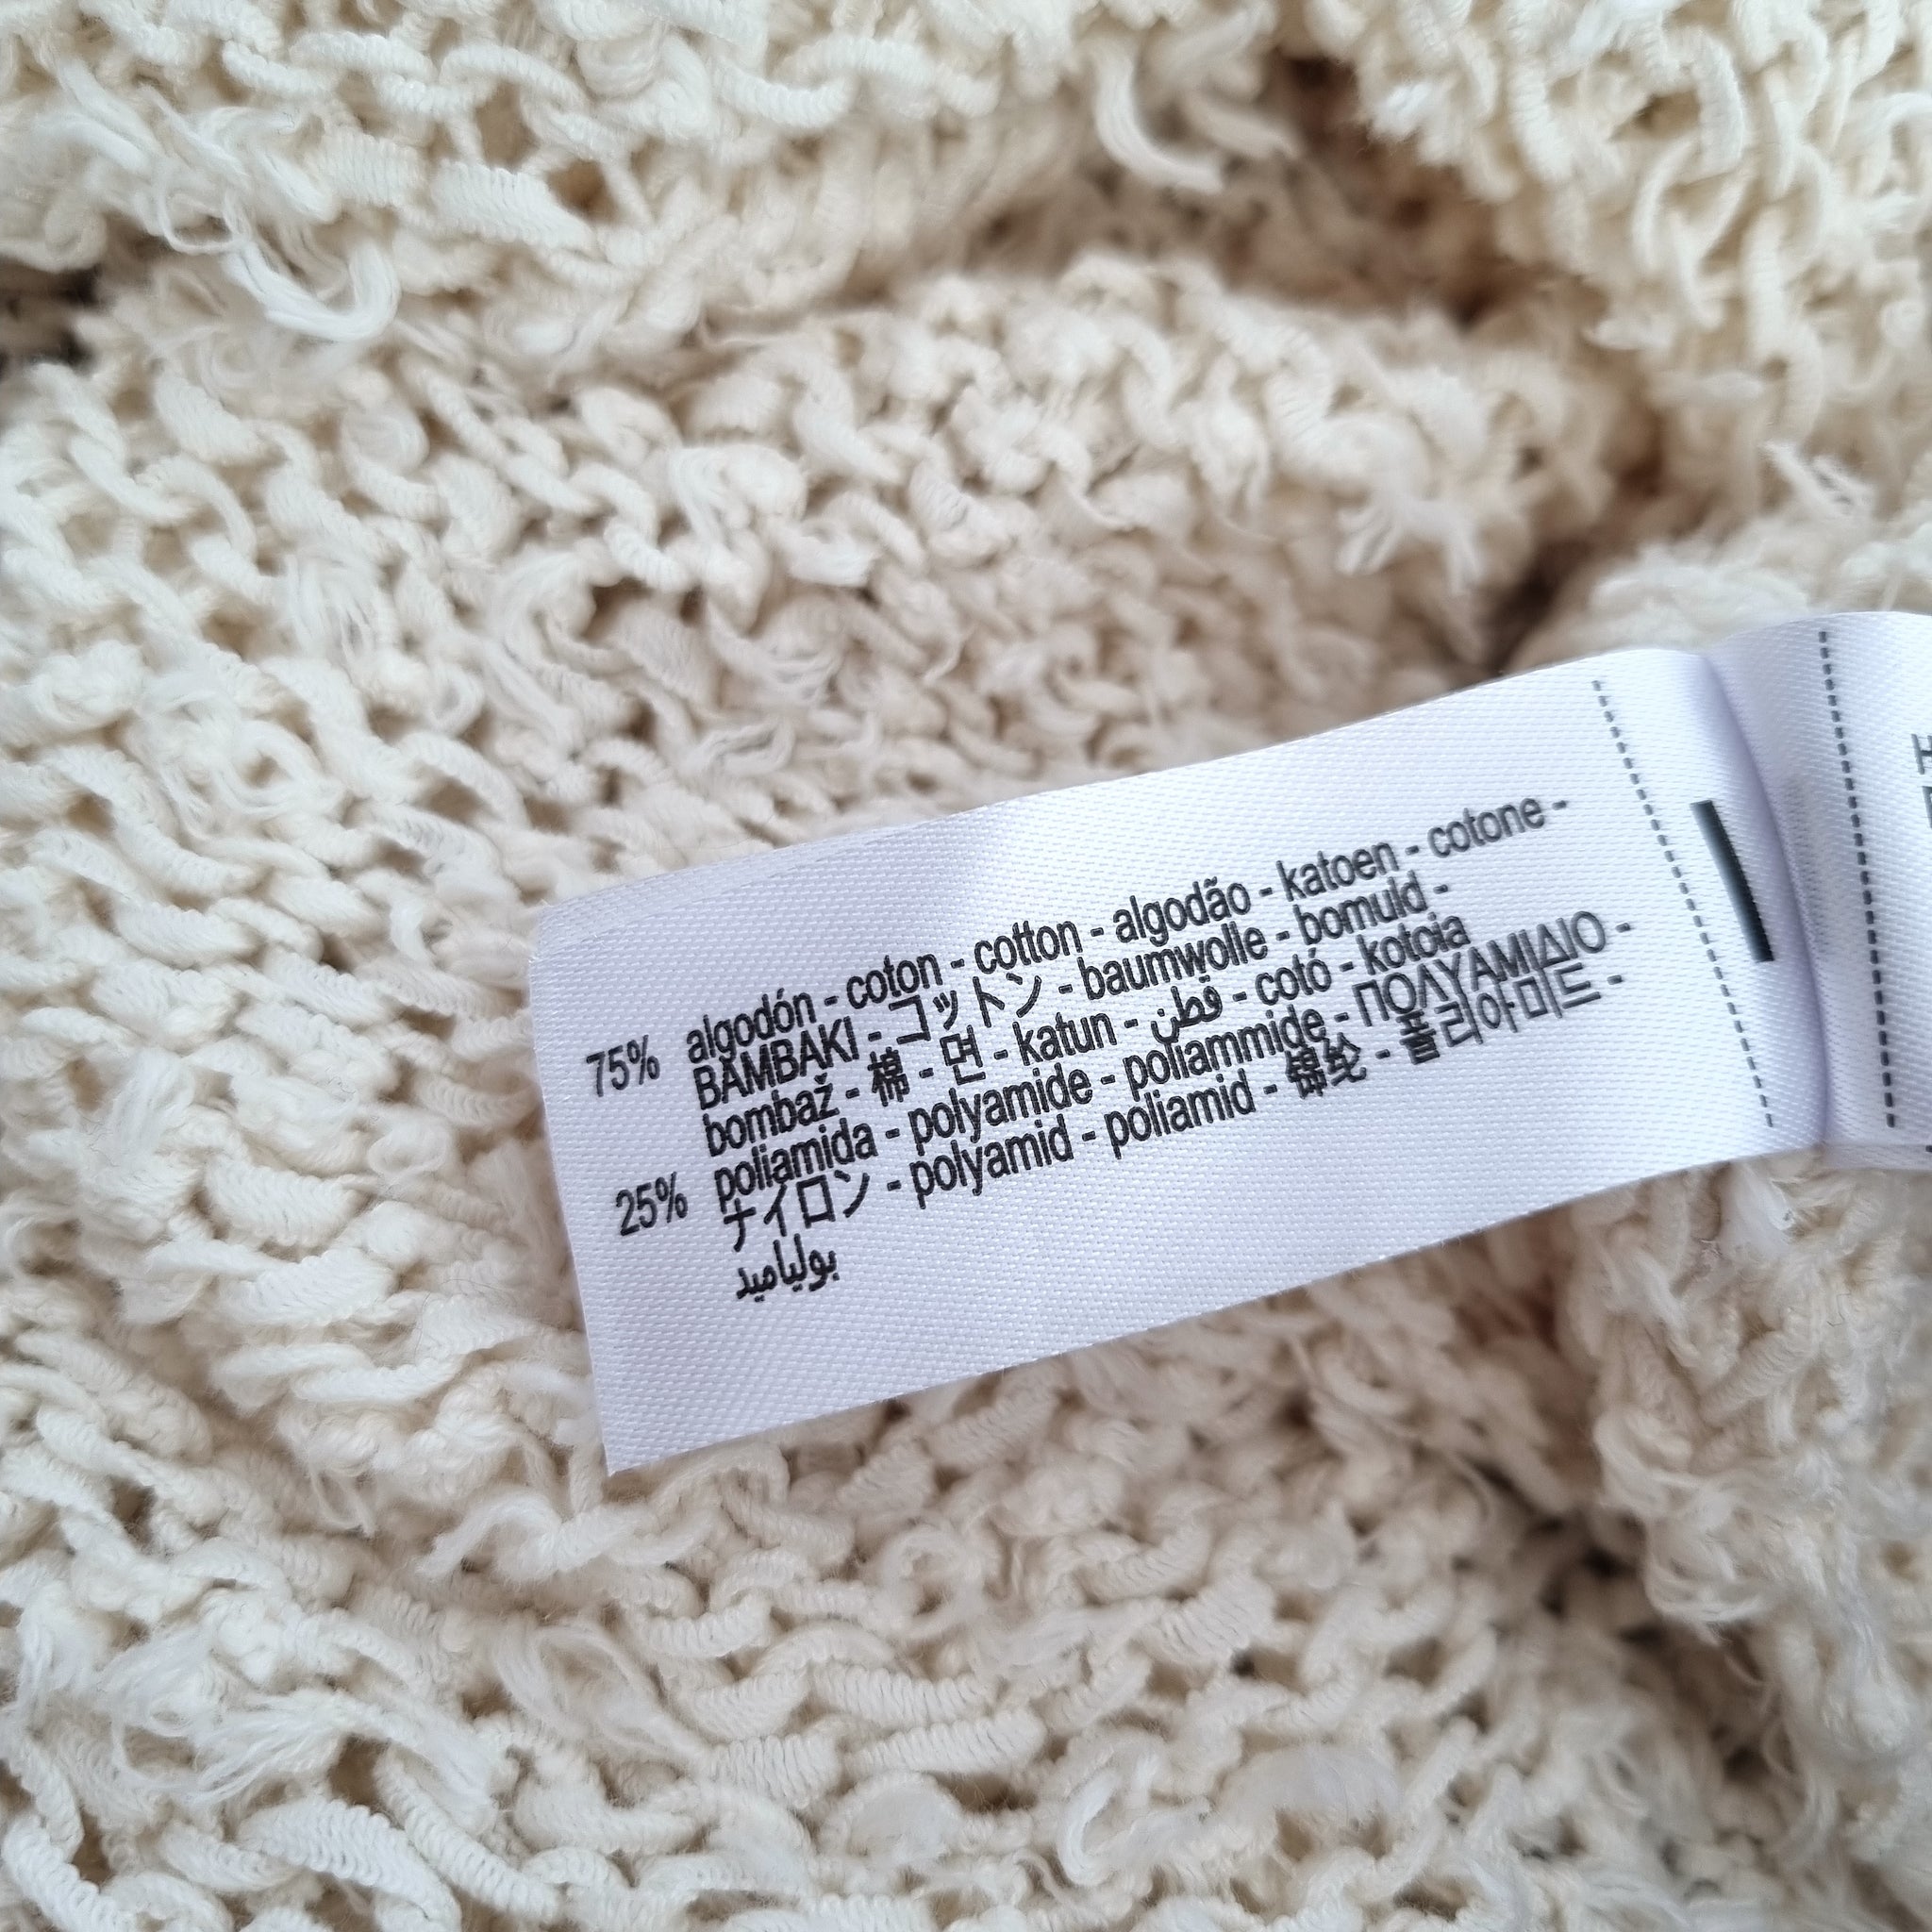 75% algodón - coton - cotton - algodão - katoen - cotone -
BAMBAKI - コットン - baumwolle - bomuld -
bombaž - 棉 - 면 - katun - قطن - cotó - kotoia
25% poliamida - polyamide - poliammide - ΠΟΛΥΑΜΙΔΙΟ -
ナイロン - polyamid - poliamid - 锦纶 - 폴리아미드 -
بولياميد